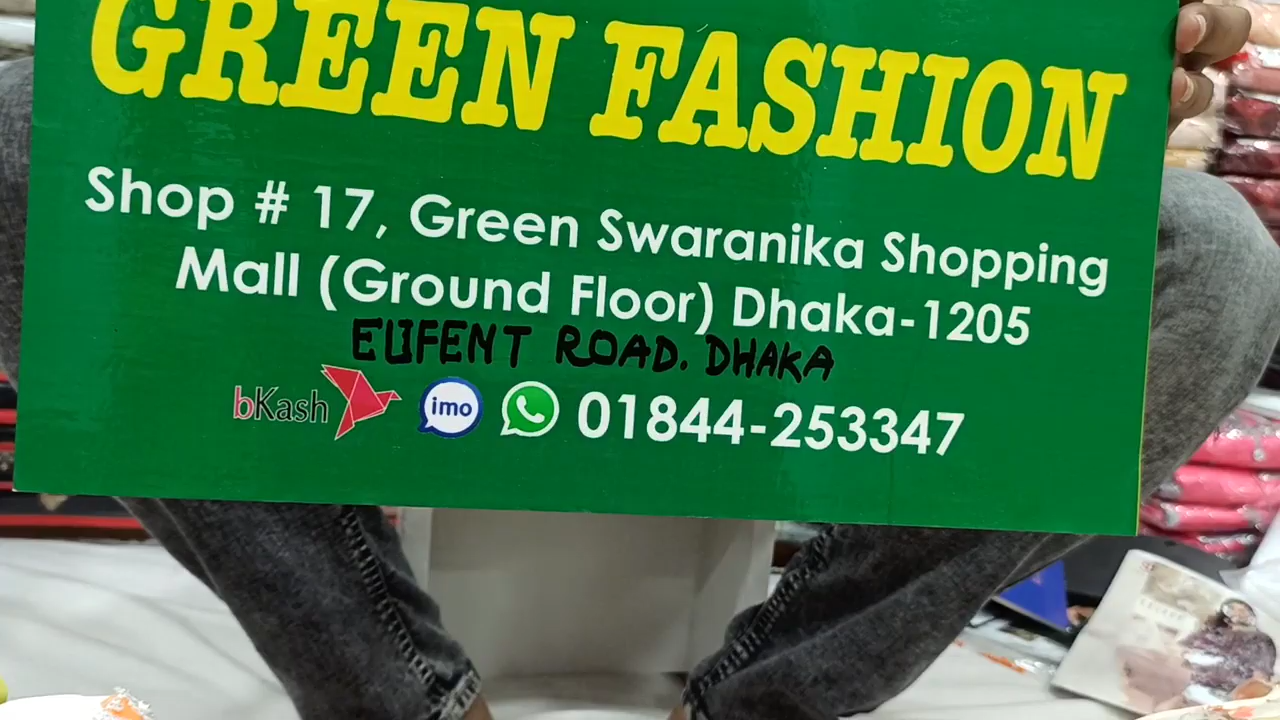 GREEN FASHION
Shop # 17, Green Swaranika Shopping
Mall (Ground Floor) Dhaka-1205
ELIFENT ROAD. DHAKA
bKash imo 01844-253347